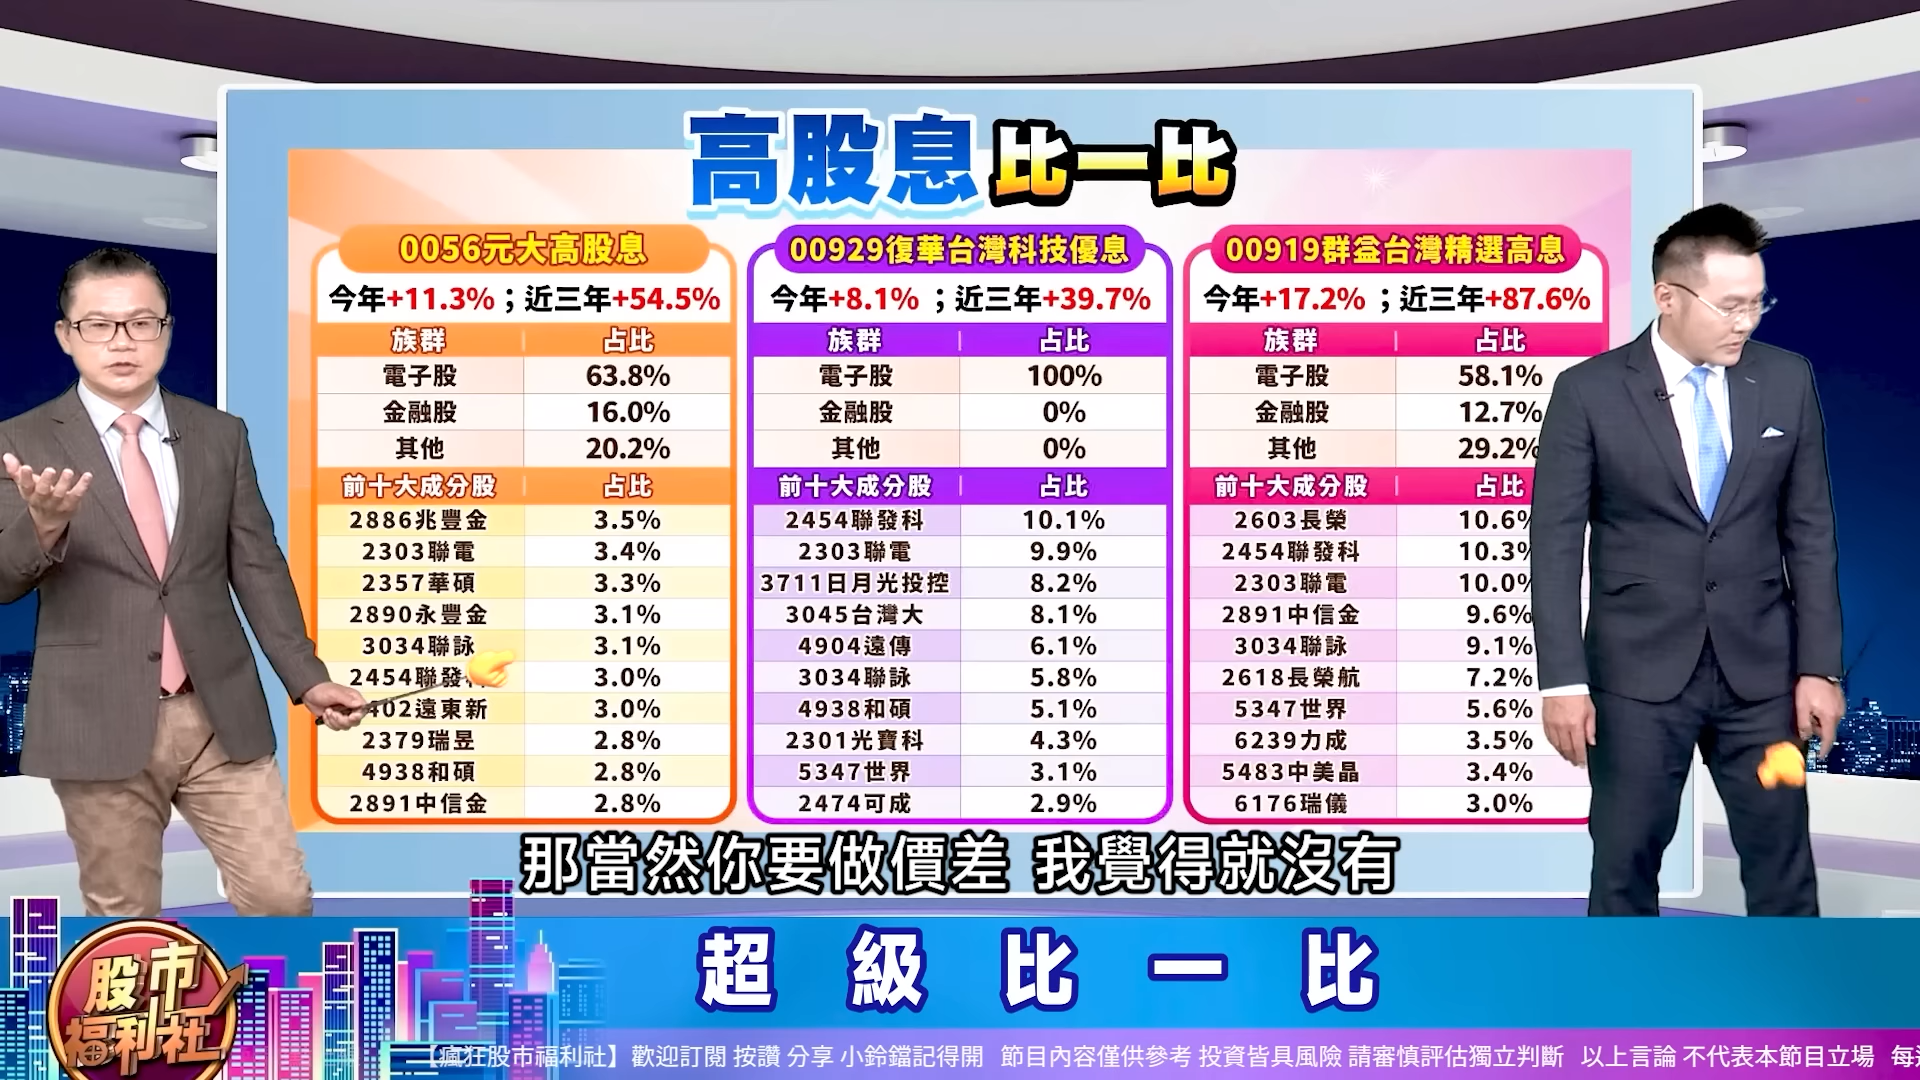 高股息比一比
0056元大高股息
今年+11.3%；近三年+54.5%
族群 占比
電子股 63.8%
金融股 16.0%
其他 20.2%
前十大成分股 占比
2886兆豐金 3.5%
2303聯電 3.4%
2357華碩 3.3%
2890永豐金 3.1%
3034聯詠 3.1%
2454聯發 3.0%
402遠東新 3.0%
2379瑞昱 2.8%
4938和碩 2.8%
2891中信金 2.8%
00929復華台灣科技優息
今年+8.1%；近三年+39.7%
族群 占比
電子股 100%
金融股 0%
其他 0%
前十大成分股 占比
2454聯發科 10.1%
2303聯電 9.9%
3711日月光投控 8.2%
3045台灣大 8.1%
4904遠傳 6.1%
3034聯詠 5.8%
4938和碩 5.1%
2301光寶科 4.3%
5347世界 3.1%
2474可成 2.9%
00919群益台灣精選高息
今年+17.2%；近三年+87.6%
族群 占比
電子股 58.1%
金融股 12.7%
其他 29.2%
前十大成分股 占比
2603長榮 10.6%
2454聯發科 10.3%
2303聯電 10.0%
2891中信金 9.6%
3034聯詠 9.1%
2618長榮航 7.2%
5347世界 5.6%
6239力成 3.5%
5483中美晶 3.4%
6176瑞儀 3.0%
那當然你要做價差 我覺得就沒有
超級比一比
股市福利社
【瘋狂股市福利社】歡迎訂閱 按讚 分享 小鈴鐺記得開 節目內容僅供參考 投資皆具風險 請審慎評估獨立判斷 以上言論 不代表本節目立場